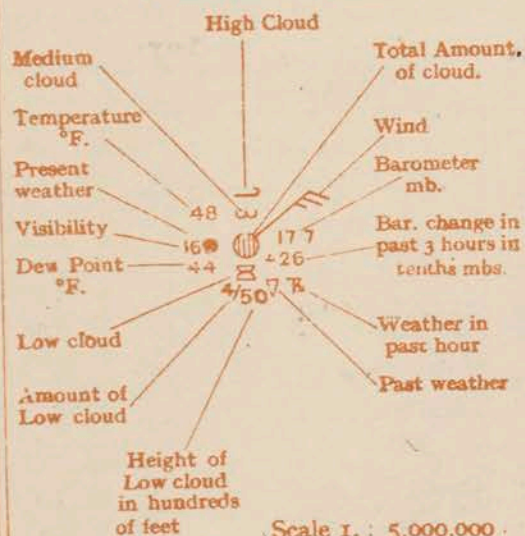 High Cloud
Medium
cloud
Total Amount.
of cloud.
Temperature
°F.
Wind
Present
weather
Barometer
mb.
48
Visibility
16
177
Bar. change in
past 3 hours in
tenths mbs.
+26
Dew Point
°F.
44
4/50
Low cloud
Weather in
past hour
Amount of
Low cloud
Past weather
Height of
Low cloud
in hundreds
of feet
Scale 1. : 5,000,000